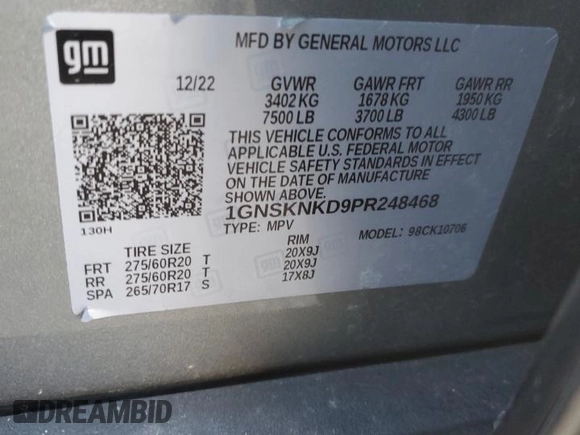 gm
MFD BY GENERAL MOTORS LLC
12/22 GVWR GAWR FRT GAWR RR
3402 KG 1678 KG 1950 KG
7500 LB 3700 LB 4300 LB
THIS VEHICLE CONFORMS TO ALL
APPLICABLE U.S. FEDERAL MOTOR
VEHICLE SAFETY STANDARDS IN EFFECT
ON THE DATE OF MANUFACTURE
SHOWN ABOVE.
1GNSKNKD9PR248468
130H
TYPE: MPV MODEL: 98CK10706
TIRE SIZE RIM
FRT 275/60R20 T 20X9J
RR 275/60R20 T 20X9J
SPA 265/70R17 S 17X8J
DREAMBID